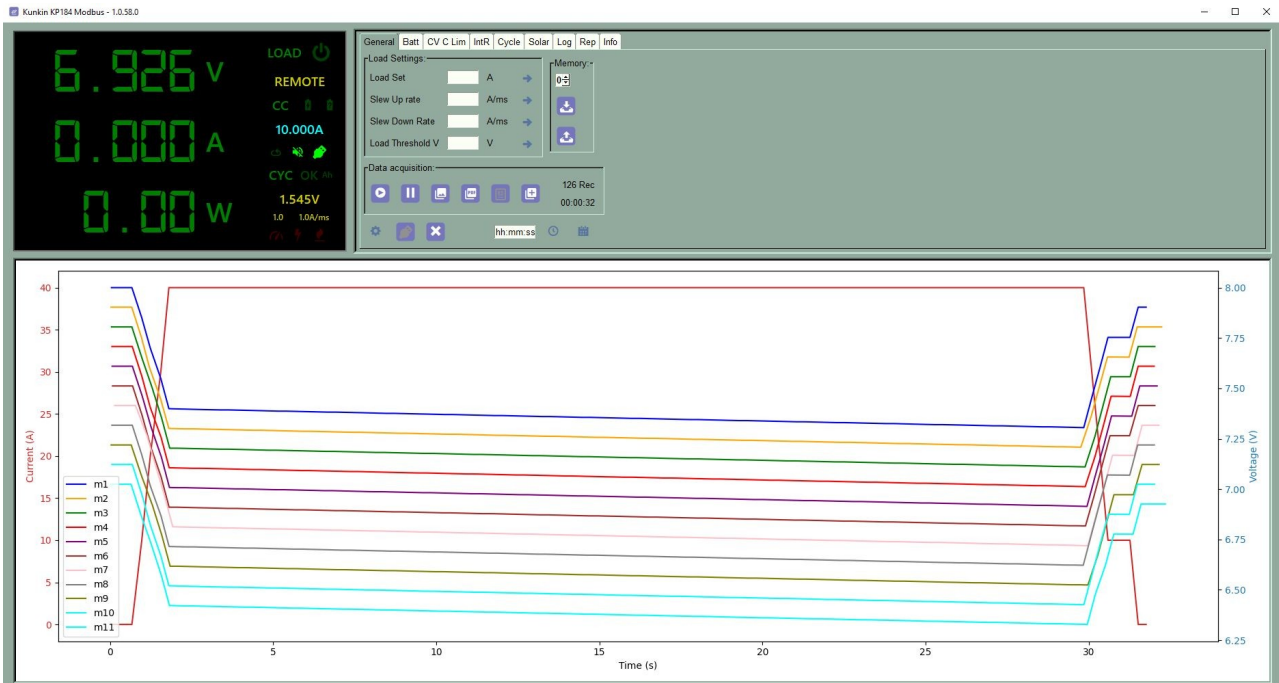 Kunkin KP184 Modbus - 1.0.58.0
6.926 V
0.000 A
0.00 W
LOAD
REMOTE
CC
10.000A
CYC OK Ah
1.545V
1.0 1.0A/ms
General Batt CV C Lim IntR Cycle Solar Log Rep Info
Load Settings:
Load Set A
Slew Up rate A/ms
Slew Down Rate A/ms
Load Threshold V V
Memory:
0
Data acquisition:
PDF
126 Rec
00:00:32
hh:mm:ss
40
35
30
25
20
15
10
5
0
Current (A)
m1
m2
m3
m4
m5
m6
m7
m8
m9
m10
m11
0 5 10 15 20 25 30
Time (s)
8.00
7.75
7.50
7.25
7.00
6.75
6.50
6.25
Voltage (V)